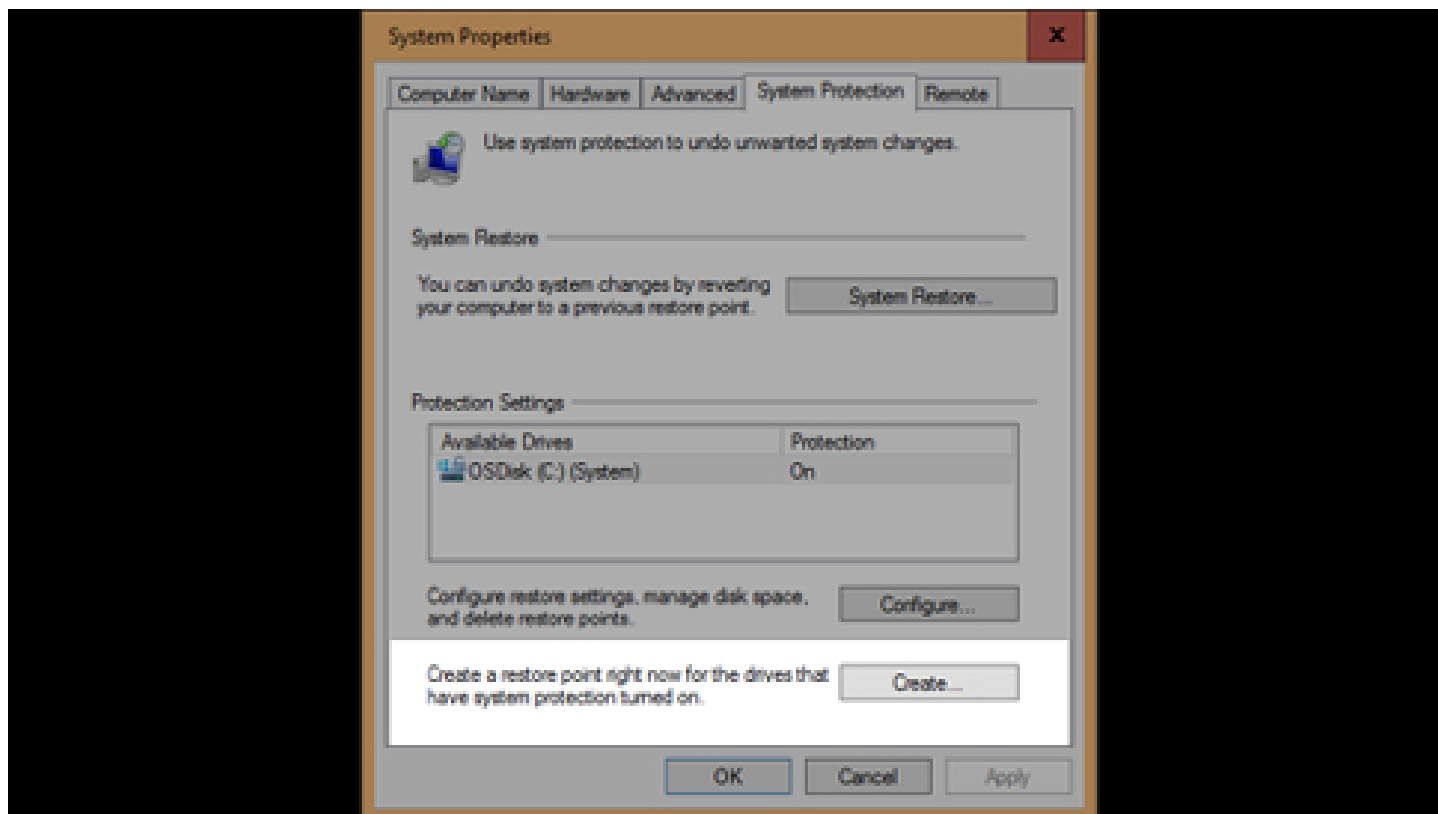 System Properties
x
Computer Name Hardware Advanced System Protection Remote
Use system protection to undo unwanted system changes.
System Restore
You can undo system changes by reverting
your computer to a previous restore point.
System Restore...
Protection Settings
Available Drives Protection
OSDisk (C:) (System) On
Configure restore settings, manage disk space,
and delete restore points.
Configure...
Create a restore point right now for the drives that
have system protection turned on.
Create...
OK Cancel Apply